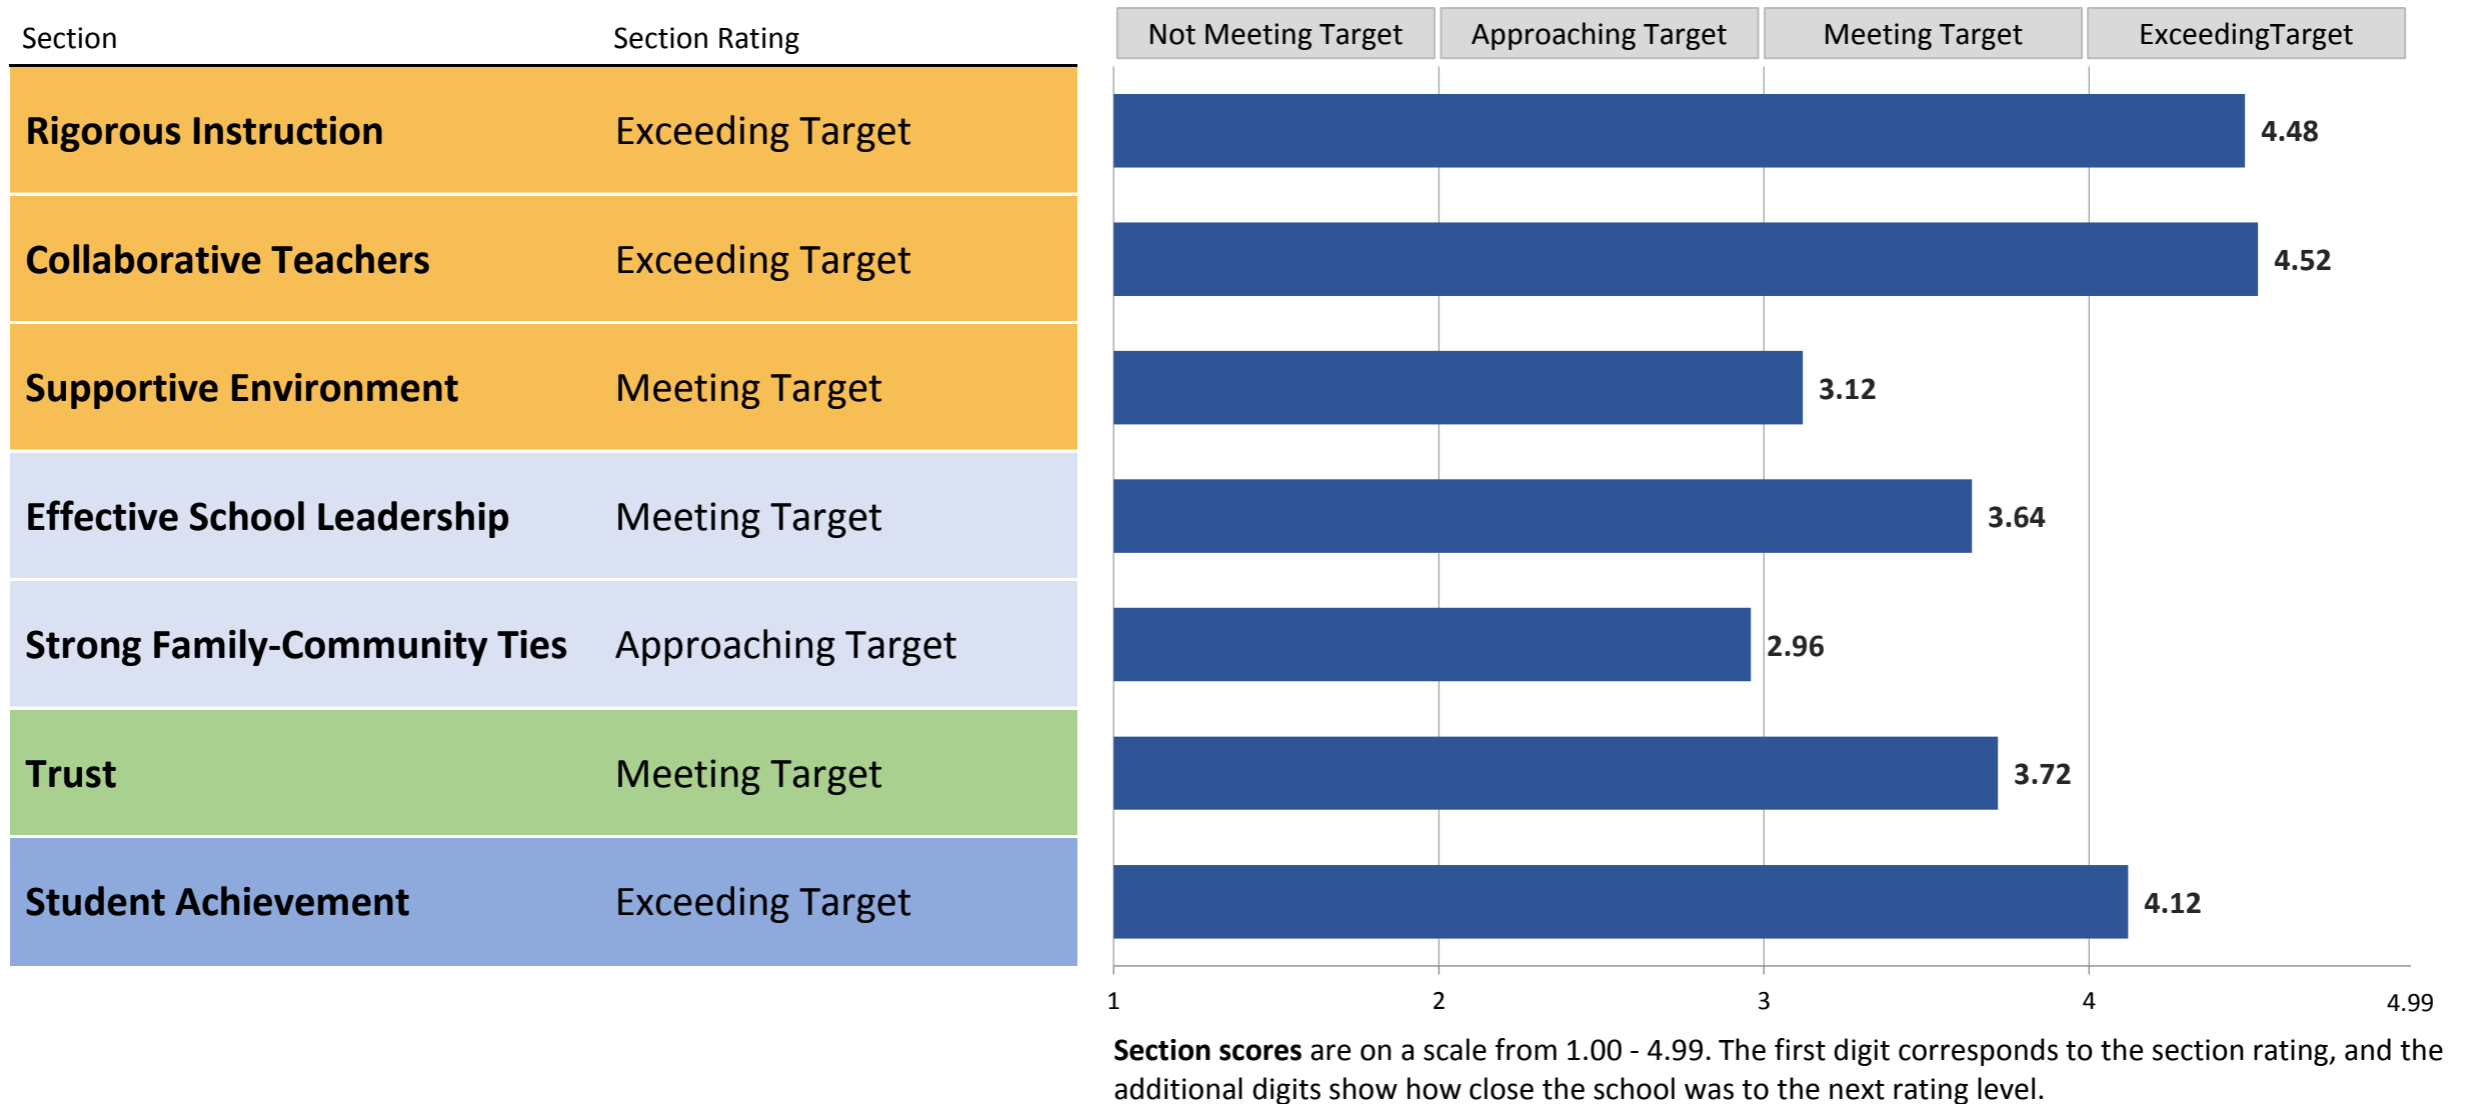 Section Section Rating Not Meeting Target Approaching Target Meeting Target ExceedingTarget
Rigorous Instruction Exceeding Target 4.48
Collaborative Teachers Exceeding Target 4.52
Supportive Environment Meeting Target 3.12
Effective School Leadership Meeting Target 3.64
Strong Family-Community Ties Approaching Target 2.96
Trust Meeting Target 3.72
Student Achievement Exceeding Target 4.12
1 2 3 4 4.99
Section scores are on a scale from 1.00 - 4.99. The first digit corresponds to the section rating, and the
additional digits show how close the school was to the next rating level.